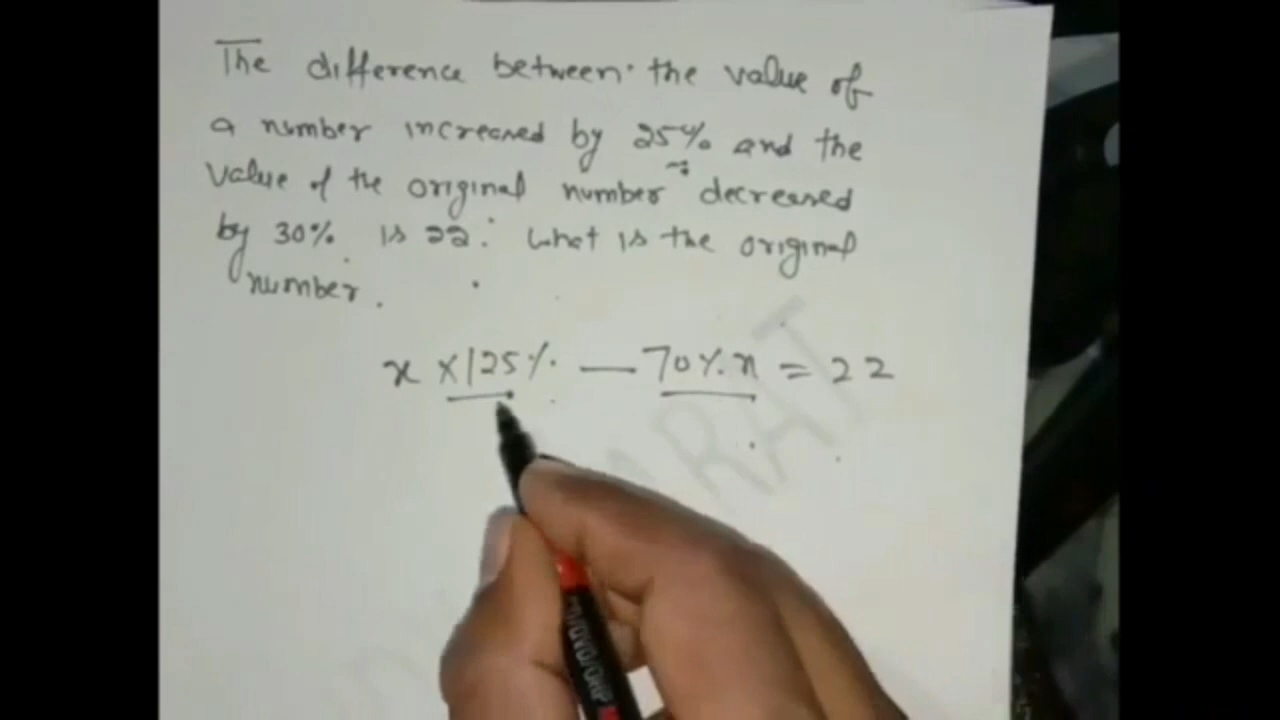 The difference between the value of
a number increased by 25% and the
value of the original number decreased
by 30% is 22. What is the original
number.
x × 125% — 70% x = 22